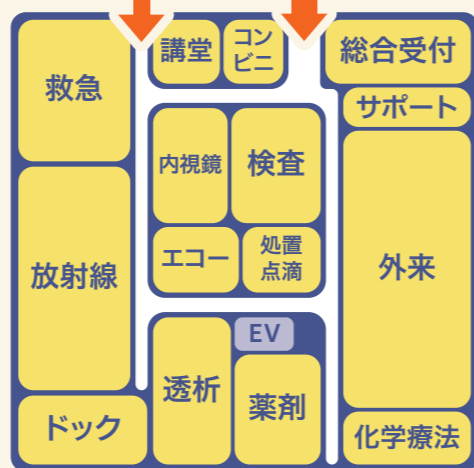 救急
講堂
コン
ビニ
総合受付
サポート
内視鏡
検査
放射線
エコー
処置
点滴
外来
EV
透析
薬剤
ドック
化学療法